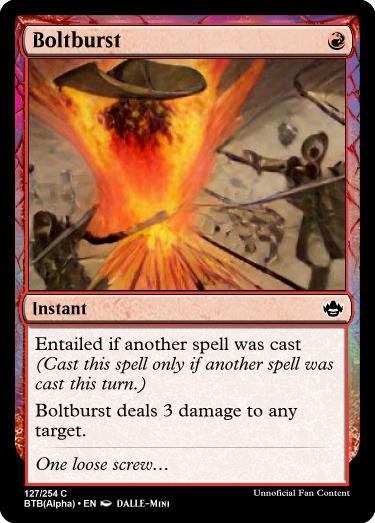 Boltburst
Instant
Entailed if another spell was cast
(Cast this spell only if another spell was
cast this turn.)
Boltburst deals 3 damage to any
target.
One loose screw…
127/254 C
BTB(Alpha) • EN DALLE-Mini
Unofficial Fan Content